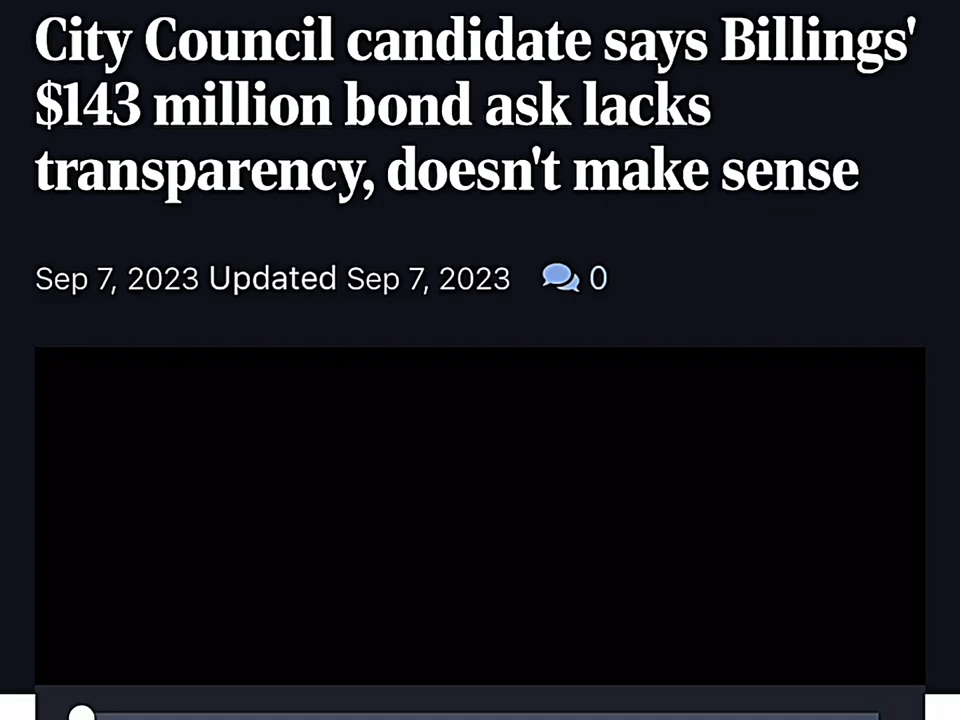 City Council candidate says Billings'
$143 million bond ask lacks
transparency, doesn't make sense
Sep 7, 2023 Updated Sep 7, 2023 0